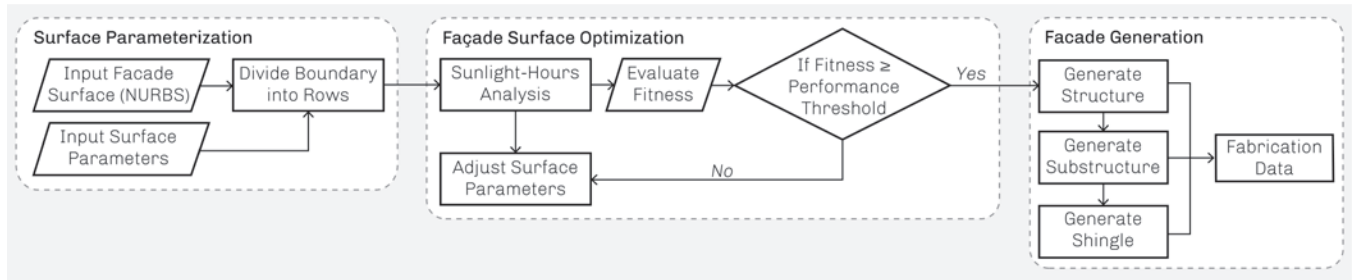 Surface Parameterization
Input Facade
Surface (NURBS)
Divide Boundary
into Rows
Input Surface
Parameters
Façade Surface Optimization
Sunlight-Hours
Analysis
Evaluate
Fitness
If Fitness ≥
Performance
Threshold
Yes
Adjust Surface
Parameters
No
Facade Generation
Generate
Structure
Generate
Substructure
Generate
Shingle
Fabrication
Data